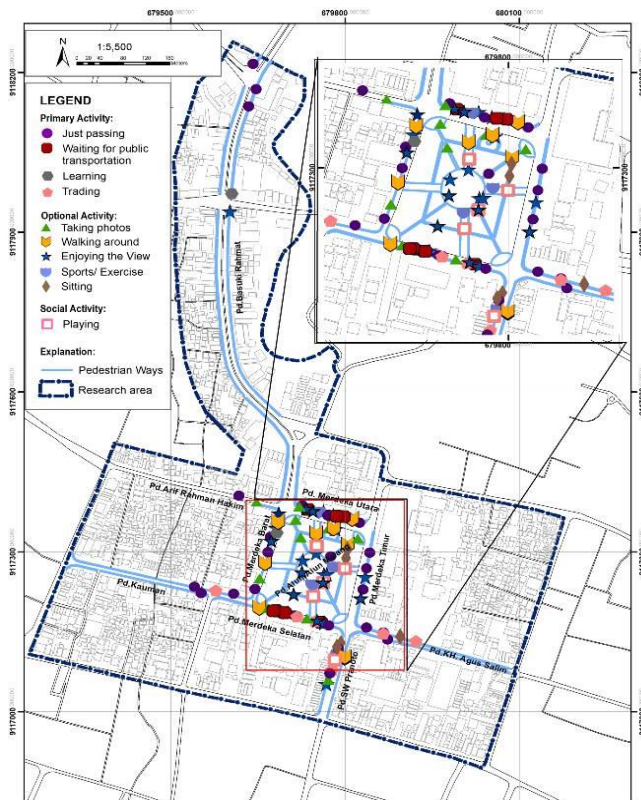 679500
679800
680100
1:5,500
N
0 20 40 80 120 160
LEGEND
Primary Activity:
Just passing
Waiting for public
transportation
Learning
Trading
Optional Activity:
Taking photos
Walking around
Enjoying the View
Sports/ Exercise
Sitting
Social Activity:
Playing
Explanation:
Pedestrian Ways
Research area
9118200
9117900
9117600
9117300
9117000
679800
9117300
9117300
679800
Pd.Basuki Rahmat
Pd.Arif Rahman Hakim
Pd. Merdeka Utara
Pd.Merdeka Barat
Pd.Merdeka Timur
Pd.Kauman
Pd.Merdeka Selatan
Pd.KH. Agus Salim
Pd.SW Pranoto